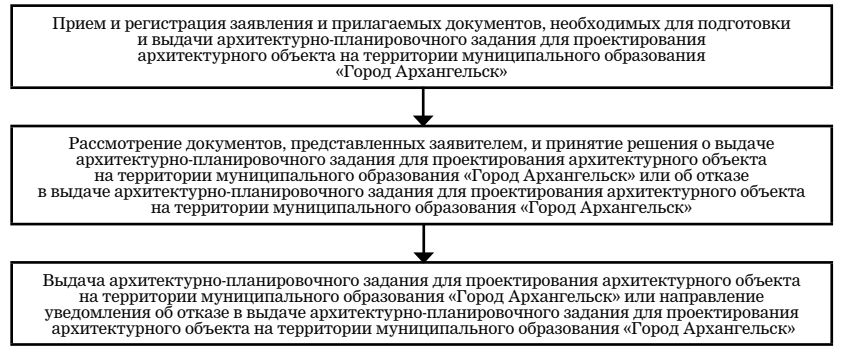 Прием и регистрация заявления и прилагаемых документов, необходимых для подготовки
и выдачи архитектурно-планировочного задания для проектирования
архитектурного объекта на территории муниципального образования
«Город Архангельск»
Рассмотрение документов, представленных заявителем, и принятие решения о выдаче
архитектурно-планировочного задания для проектирования архитектурного объекта
на территории муниципального образования «Город Архангельск» или об отказе
в выдаче архитектурно-планировочного задания для проектирования архитектурного объекта
на территории муниципального образования «Город Архангельск»
Выдача архитектурно-планировочного задания для проектирования архитектурного объекта
на территории муниципального образования «Город Архангельск» или направление
уведомления об отказе в выдаче архитектурно-планировочного задания для проектирования
архитектурного объекта на территории муниципального образования «Город Архангельск»